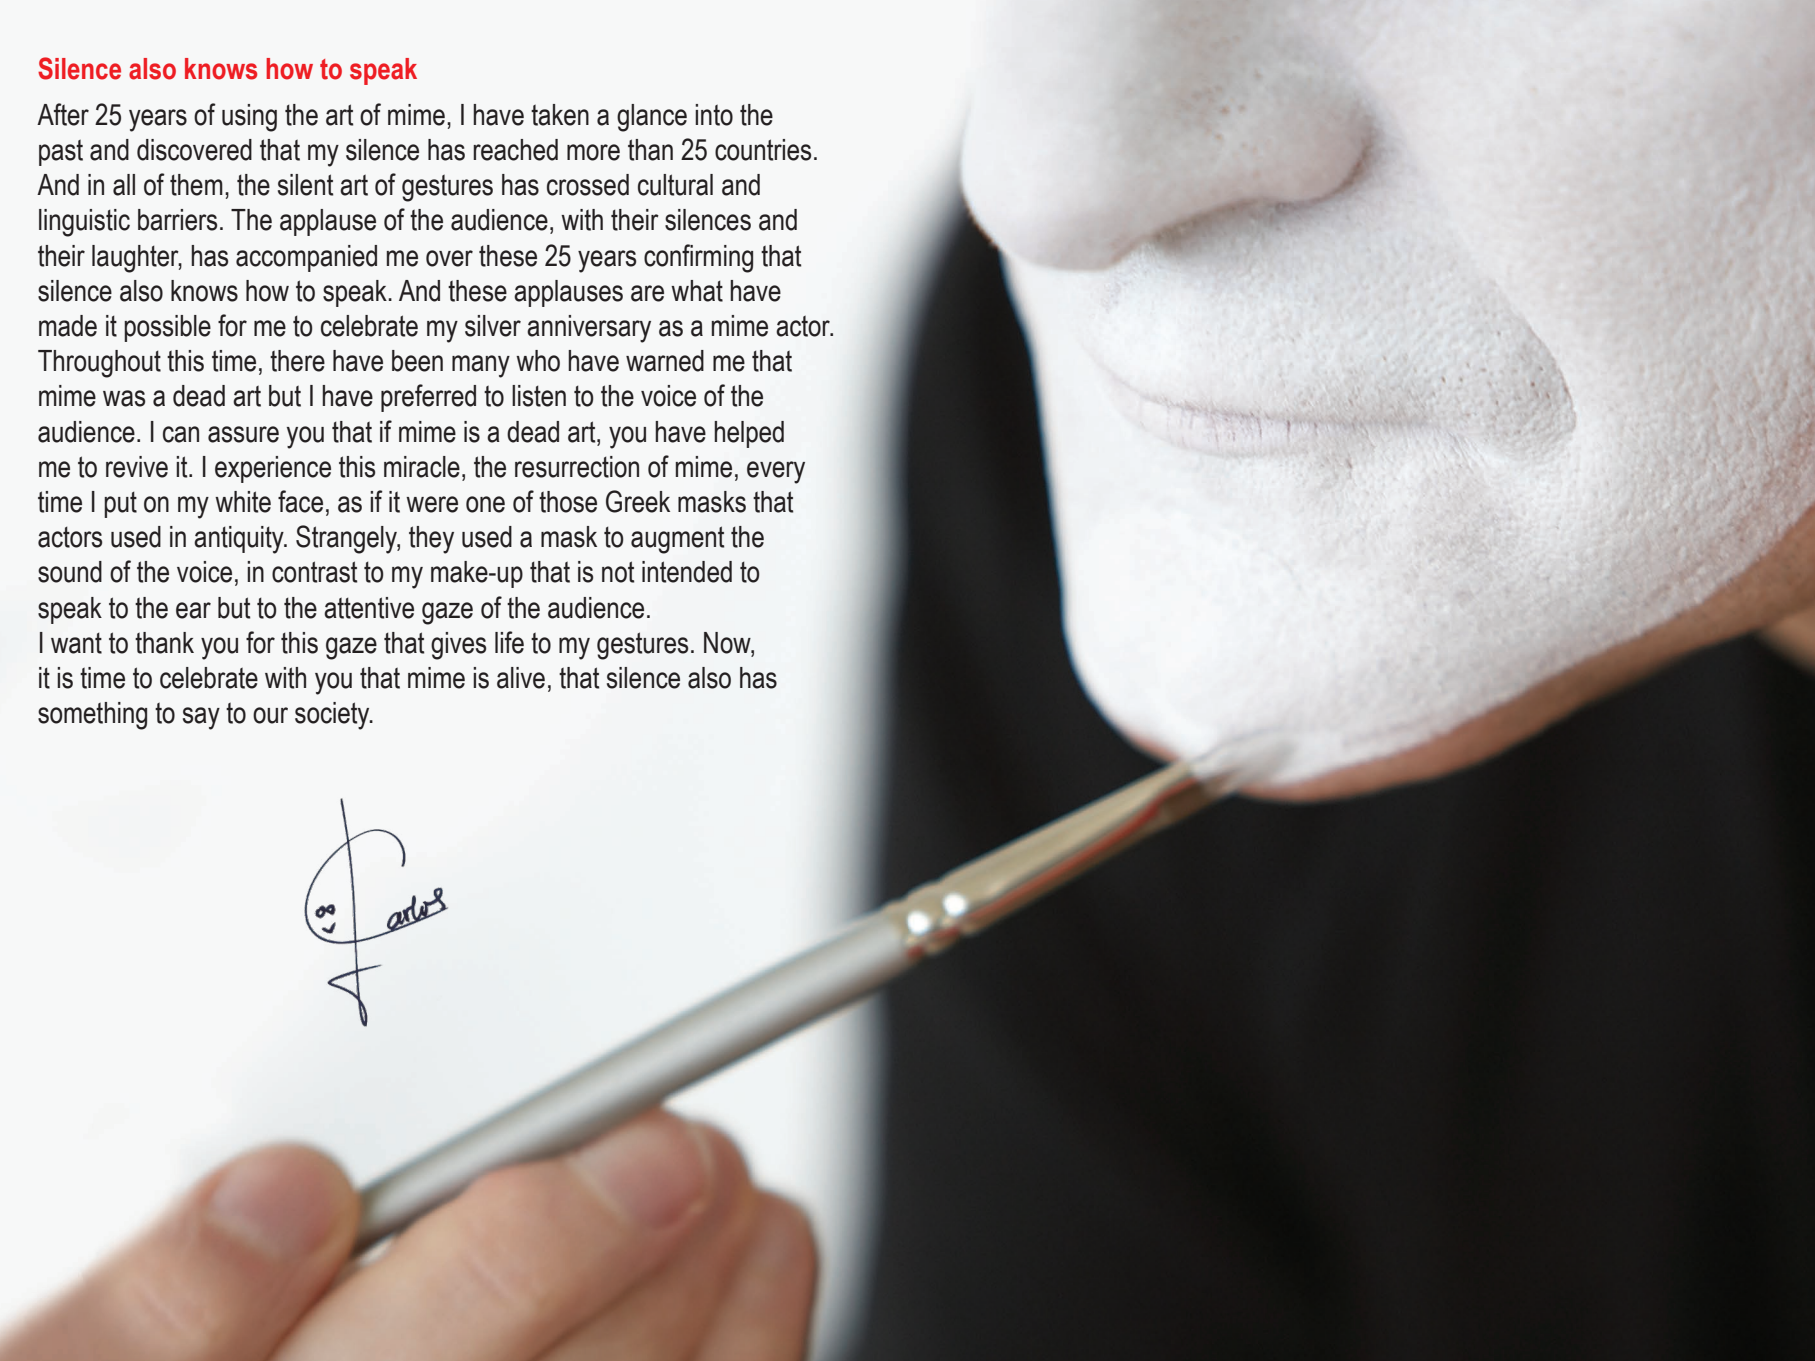 Silence also knows how to speak
After 25 years of using the art of mime, I have taken a glance into the
past and discovered that my silence has reached more than 25 countries.
And in all of them, the silent art of gestures has crossed cultural and
linguistic barriers. The applause of the audience, with their silences and
their laughter, has accompanied me over these 25 years confirming that
silence also knows how to speak. And these applauses are what have
made it possible for me to celebrate my silver anniversary as a mime actor.
Throughout this time, there have been many who have warned me that
mime was a dead art but I have preferred to listen to the voice of the
audience. I can assure you that if mime is a dead art, you have helped
me to revive it. I experience this miracle, the resurrection of mime, every
time I put on my white face, as if it were one of those Greek masks that
actors used in antiquity. Strangely, they used a mask to augment the
sound of the voice, in contrast to my make-up that is not intended to
speak to the ear but to the attentive gaze of the audience.
I want to thank you for this gaze that gives life to my gestures. Now,
it is time to celebrate with you that mime is alive, that silence also has
something to say to our society.
Carlos